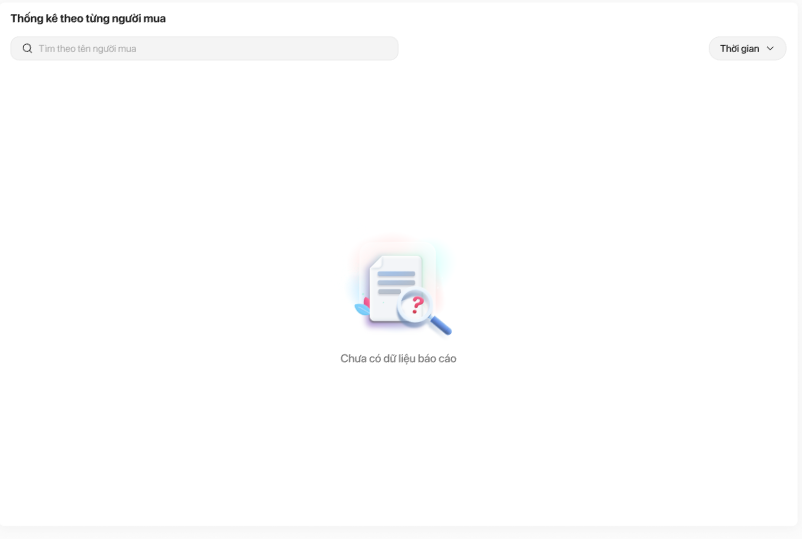 Thống kê theo từng người mua
Tìm theo tên người mua
Thời gian
?
Chưa có dữ liệu báo cáo